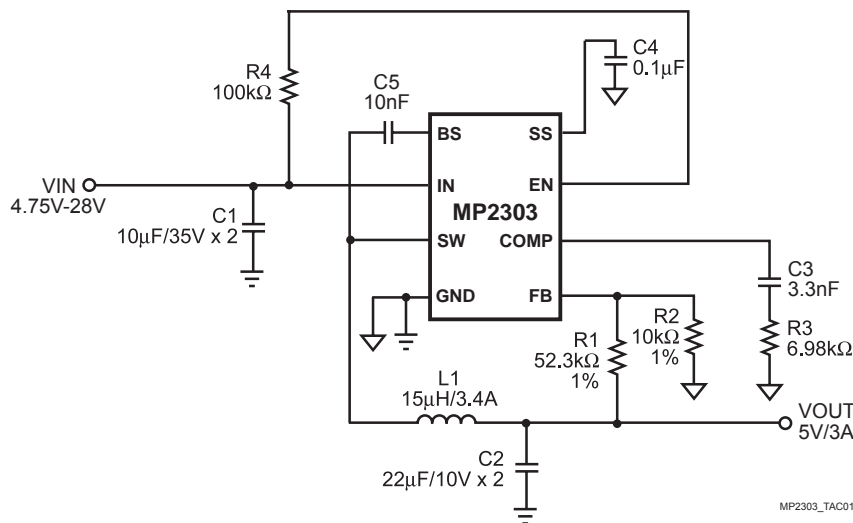 R4
100kΩ
C5
10nF
C4
0.1μF
BS
SS
VIN
4.75V-28V
IN
EN
MP2303
C1
10μF/35V x 2
SW
COMP
C3
3.3nF
GND
FB
R1
52.3kΩ
1%
R2
10kΩ
1%
R3
6.98kΩ
L1
15μH/3.4A
VOUT
5V/3A
C2
22μF/10V x 2
MP2303_TAC01